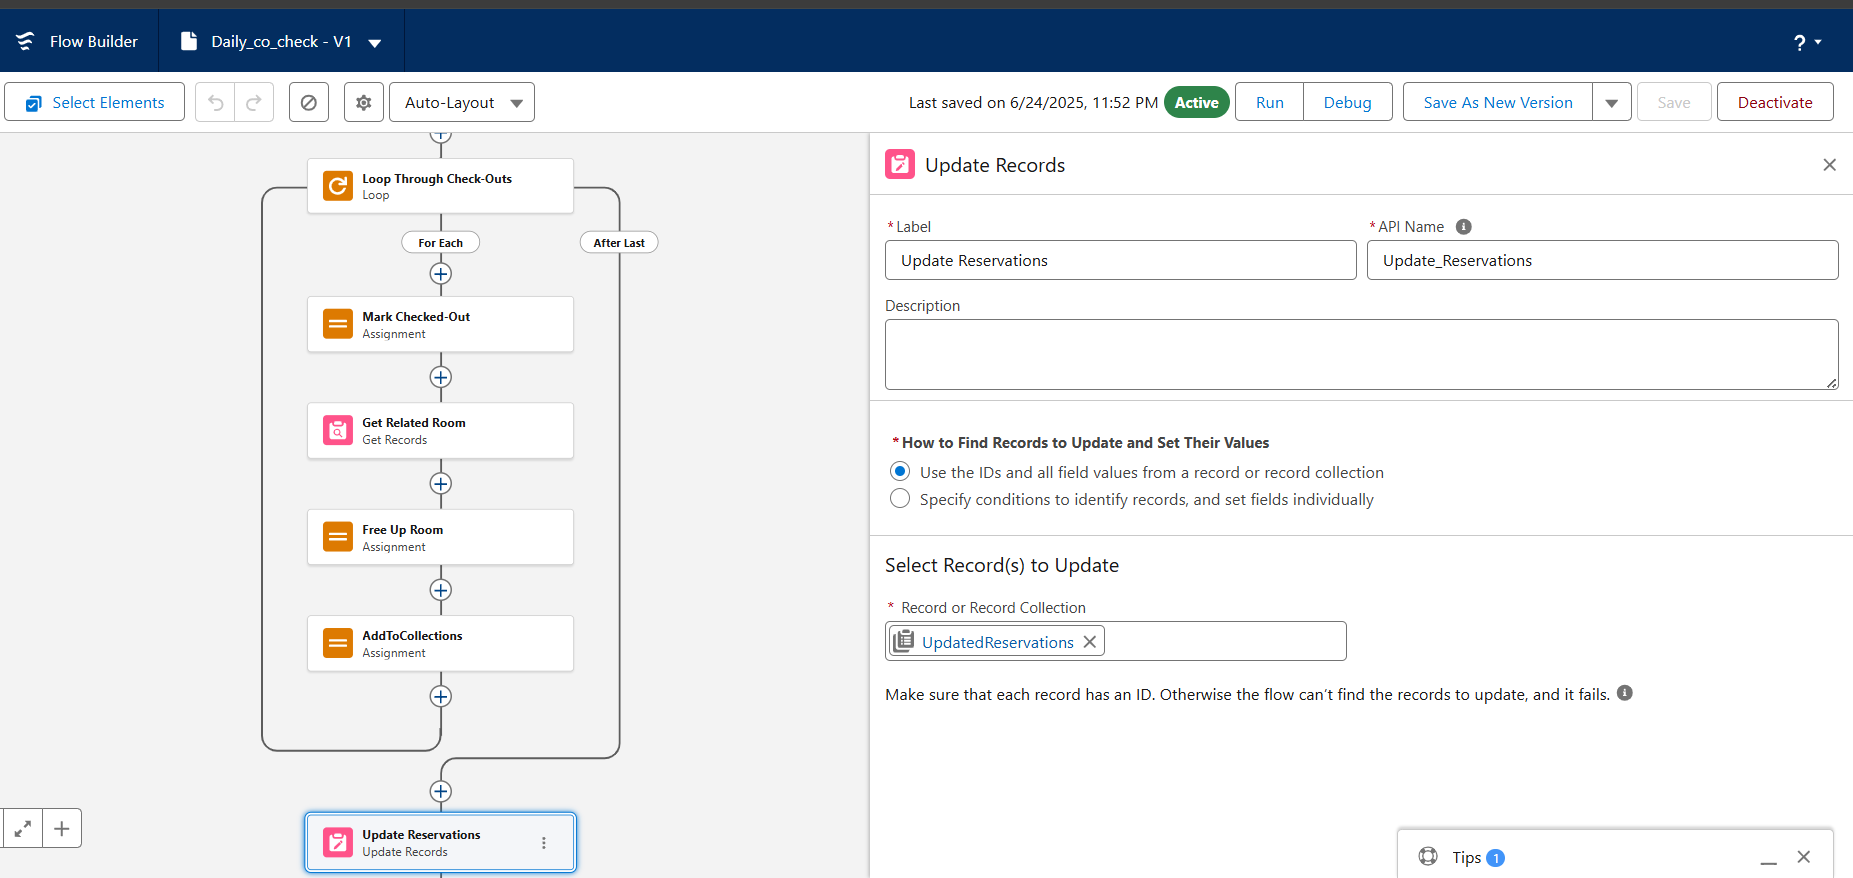 Flow Builder
Daily_co_check - V1
?
Select Elements
Auto-Layout
Last saved on 6/24/2025, 11:52 PM
Active
Run
Debug
Save As New Version
Save
Deactivate
Loop Through Check-Outs
Loop
For Each
After Last
Mark Checked-Out
Assignment
Get Related Room
Get Records
Free Up Room
Assignment
AddToCollections
Assignment
Update Reservations
Update Records
Update Records
*Label
*API Name
Update Reservations
Update_Reservations
Description
*How to Find Records to Update and Set Their Values
Use the IDs and all field values from a record or record collection
Specify conditions to identify records, and set fields individually
Select Record(s) to Update
* Record or Record Collection
UpdatedReservations
Make sure that each record has an ID. Otherwise the flow can’t find the records to update, and it fails.
Tips 1